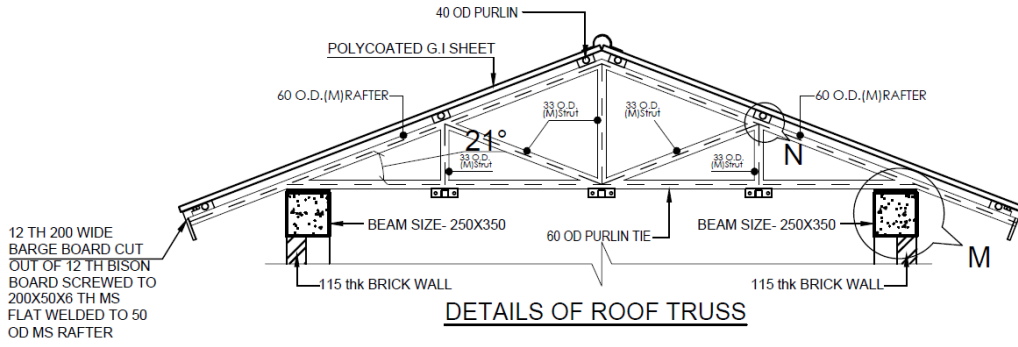 40 OD PURLIN
POLYCOATED G.I SHEET
60 O.D.(M)RAFTER
33 O.D.
(M)Strut
33 O.D.
(M)Strut
60 O.D.(M)RAFTER
21°
33 O.D.
(M)Strut
33 O.D.
(M)Strut
N
BEAM SIZE- 250X350
60 OD PURLIN TIE
BEAM SIZE- 250X350
M
12 TH 200 WIDE
BARGE BOARD CUT
OUT OF 12 TH BISON
BOARD SCREWED TO
200X50X6 TH MS
FLAT WELDED TO 50
OD MS RAFTER
115 thk BRICK WALL
115 thk BRICK WALL
DETAILS OF ROOF TRUSS